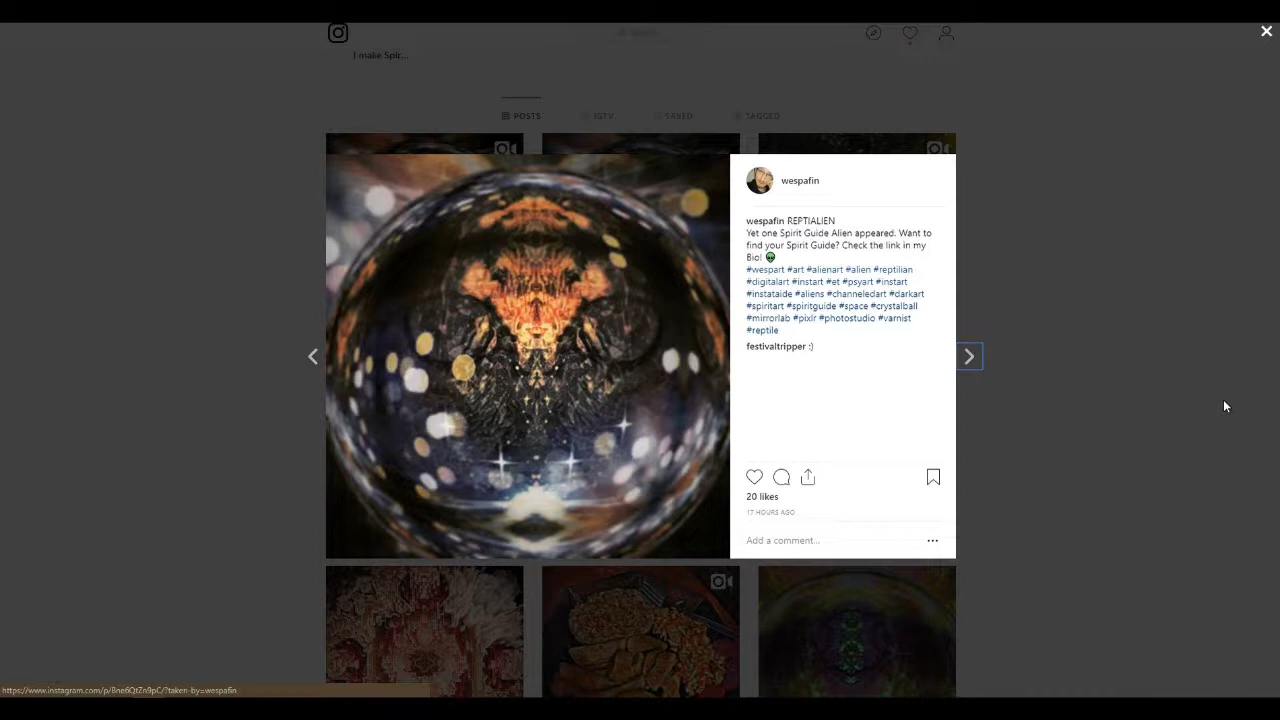 I make Spir...
POSTS
IGTV
SAVED
TAGGED
wespafin
wespafin REPTIALIEN
Yet one Spirit Guide Alien appeared. Want to
find your Spirit Guide? Check the link in my
Bio! 👽
#wespart #art #alienart #alien #reptilian
#digitalart #instart #et #psyart #instart
#instataide #aliens #channeledart #darkart
#spiritart #spiritguide #space #crystalball
#mirrorlab #pixlr #photostudio #varnist
#reptile
festivaltripper :)
20 likes
17 HOURS AGO
Add a comment...
https://www.instagram.com/p/Bne6QtZn9pC/?taken-by=wespafin